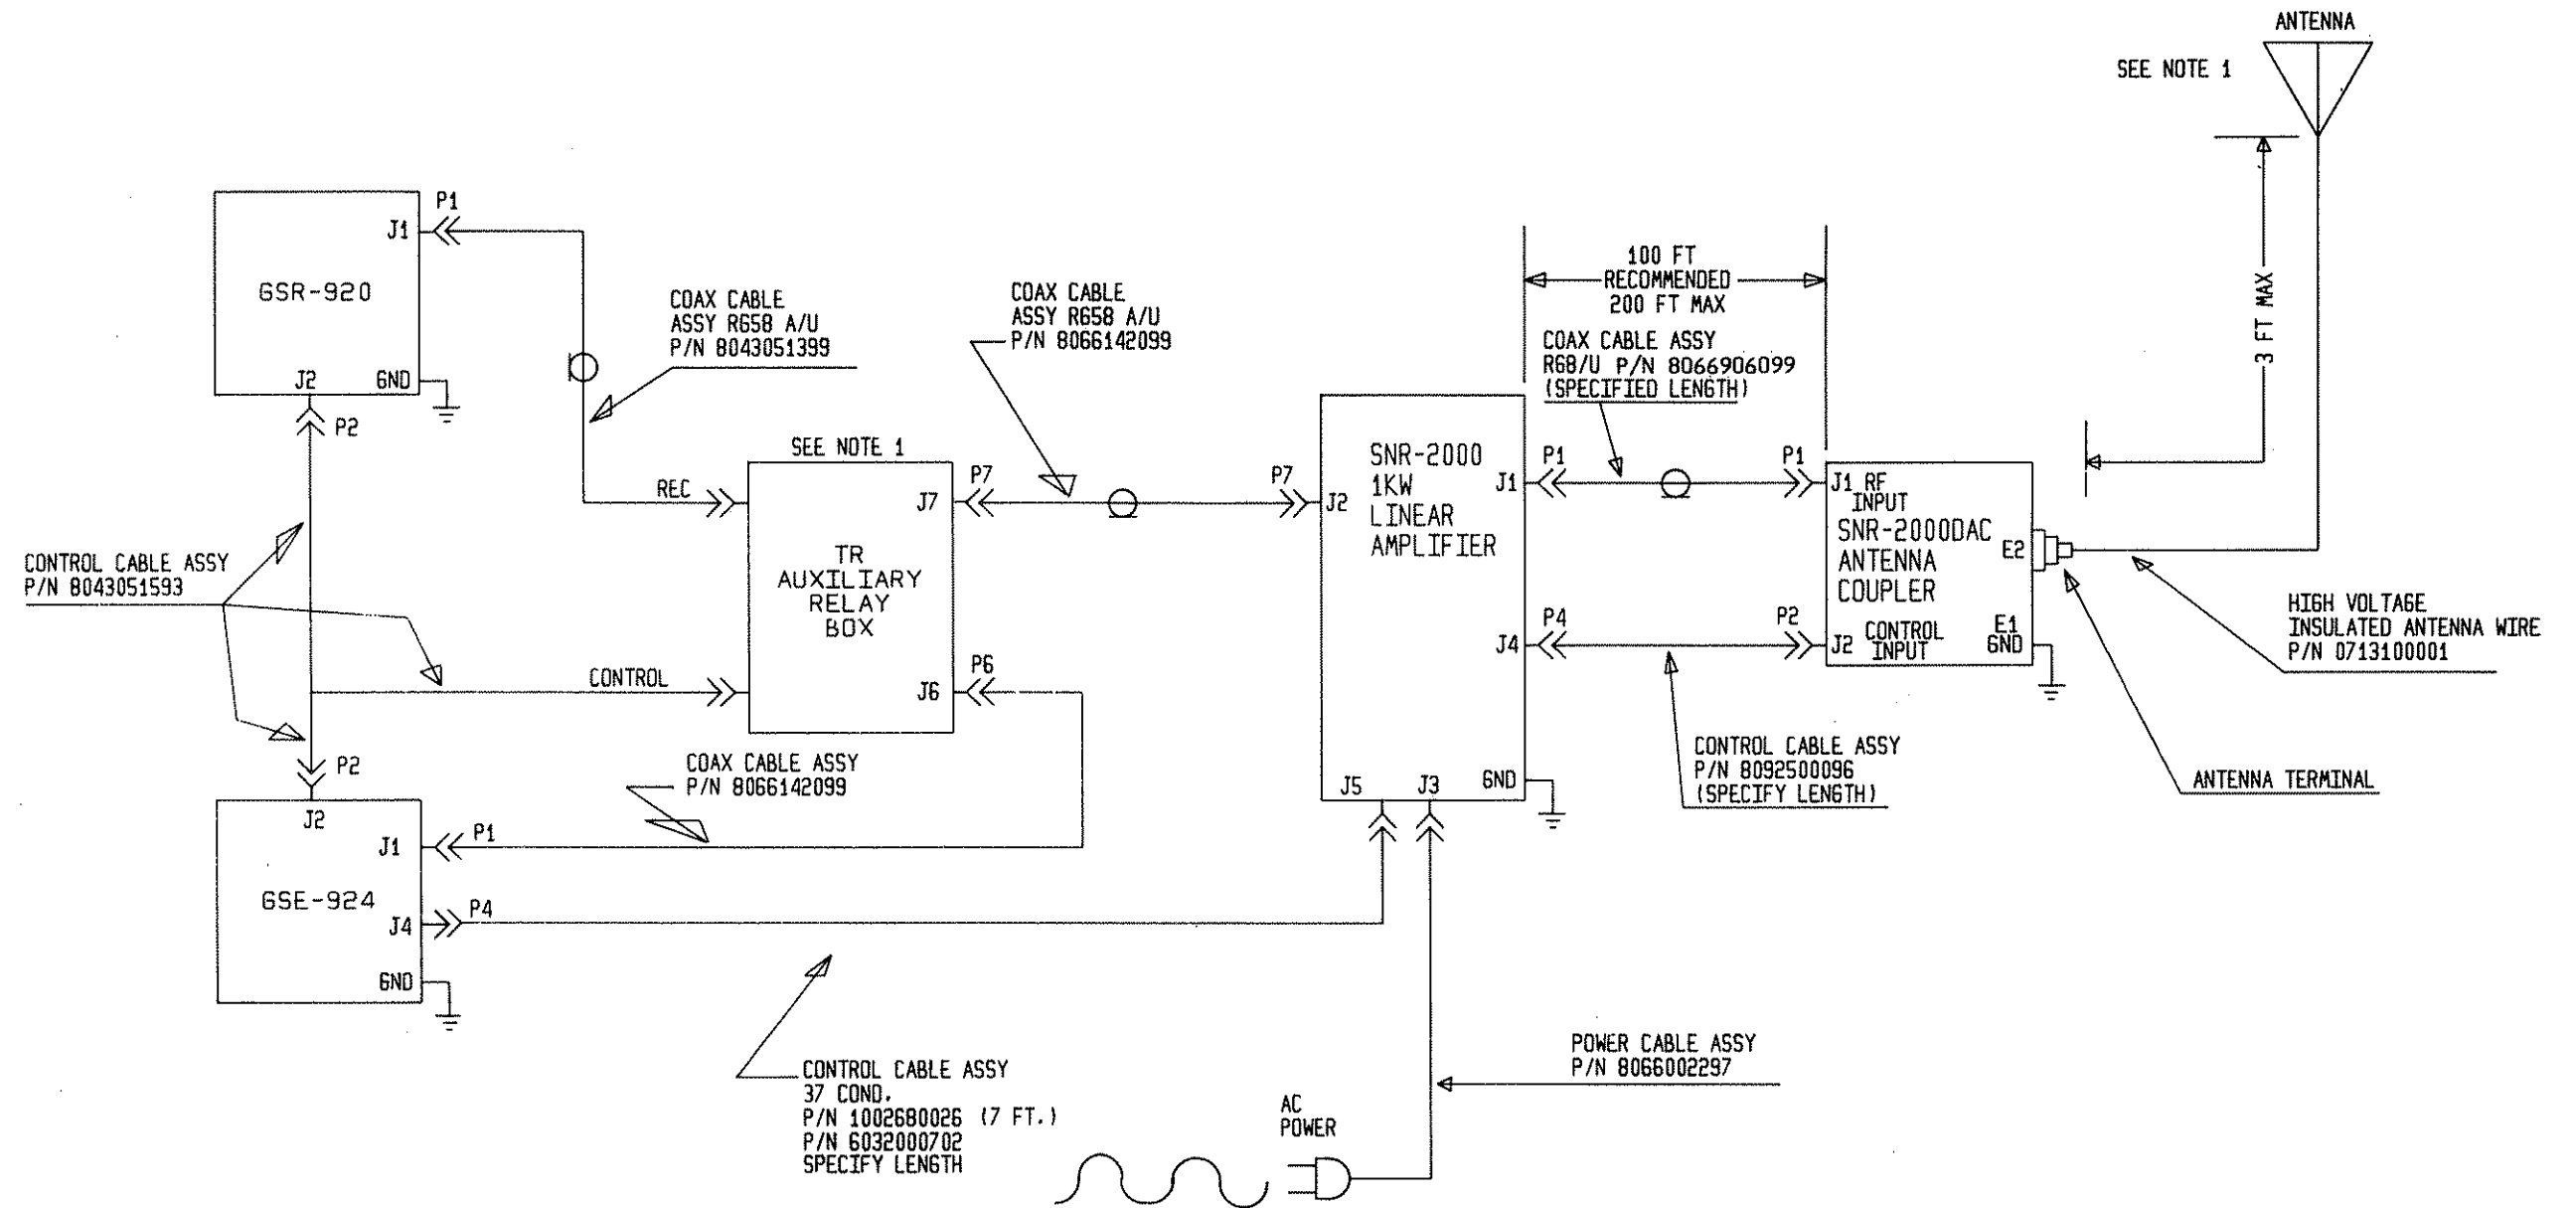 ANTENNA
SEE NOTE 1
3 FT MAX
P1
J1
GSR-920
J2
GND
P2
COAX CABLE
ASSY RG58 A/U
P/N 8043051399
COAX CABLE
ASSY RG58 A/U
P/N 8066142099
100 FT
RECOMMENDED
200 FT MAX
COAX CABLE ASSY
RG8/U P/N 8066906099
(SPECIFIED LENGTH)
SEE NOTE 1
REC
J7
P7
P7
TR
AUXILIARY
RELAY
BOX
CONTROL
J6
P6
CONTROL CABLE ASSY
P/N 8043051593
J2
SNR-2000
1KW
LINEAR
AMPLIFIER
J1
P1
P1
J4
P4
P2
J5
J3
GND
J1 RF
INPUT
SNR-2000DAC
ANTENNA
COUPLER
E2
J2 CONTROL
INPUT
E1
GND
HIGH VOLTAGE
INSULATED ANTENNA WIRE
P/N 0713100001
ANTENNA TERMINAL
CONTROL CABLE ASSY
P/N 8092500096
(SPECIFY LENGTH)
COAX CABLE ASSY
P/N 8066142099
P2
J2
J1
P1
GSE-924
J4
P4
GND
CONTROL CABLE ASSY
37 COND.
P/N 1002680026 (7 FT.)
P/N 6032000702
SPECIFY LENGTH
POWER CABLE ASSY
P/N 8066002297
AC
POWER